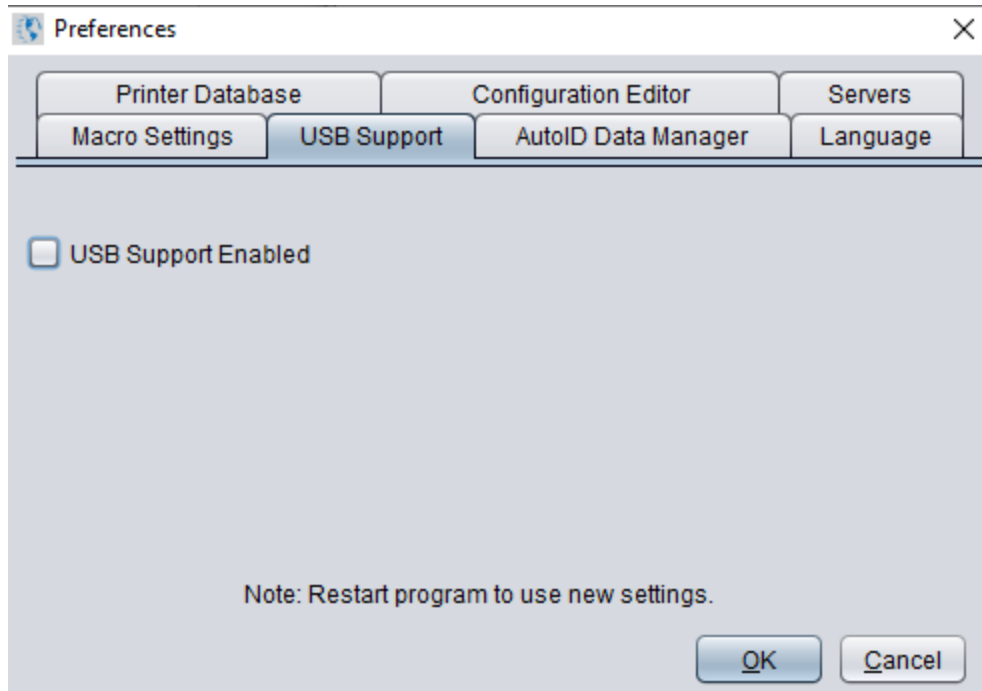 Preferences
Printer Database Configuration Editor Servers
Macro Settings USB Support AutoID Data Manager Language
USB Support Enabled
Note: Restart program to use new settings.
OK Cancel